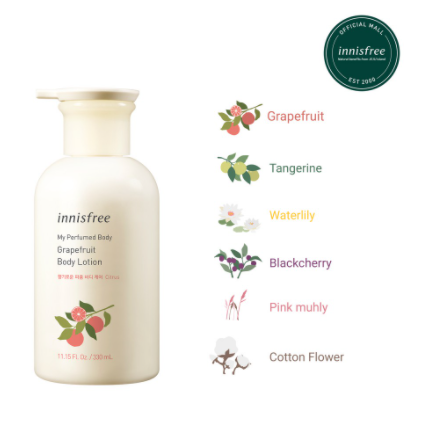 OFFICIAL MALL
innisfree
EST 2000
innisfree
My Perfumed Body
Grapefruit
Body Lotion
330mL
11.15 Fl. Oz. / 330 mL
Grapefruit
Tangerine
Waterlily
Blackcherry
Pink muhly
Cotton Flower